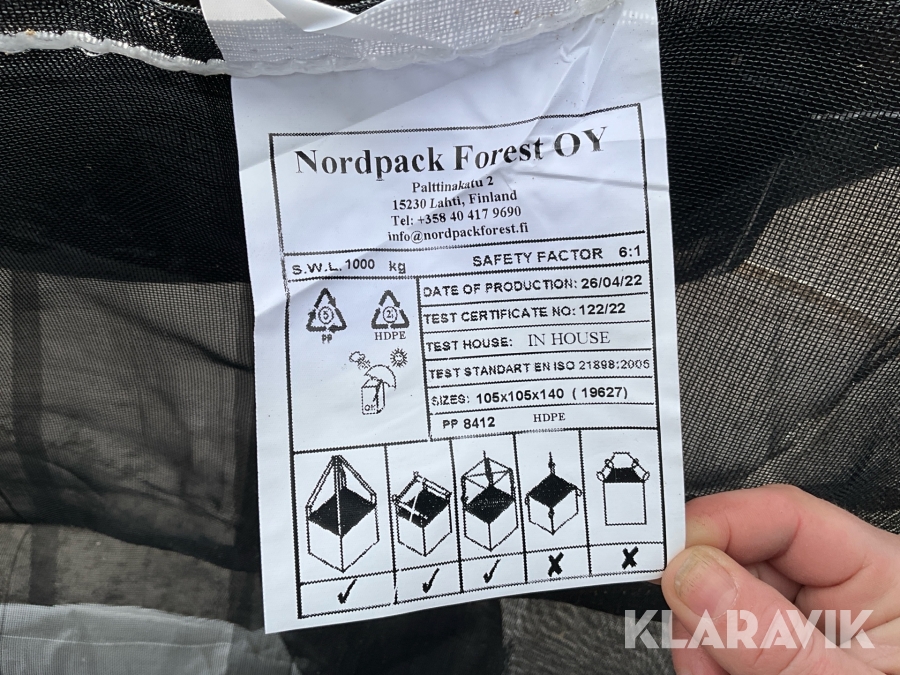 Nordpack Forest OY
Palttinakatu 2
15230 Lahti, Finland
Tel: +358 40 417 9690
info@nordpackforest.fi
S.W.L. 1000 kg SAFETY FACTOR 6:1
DATE OF PRODUCTION: 26/04/22
TEST CERTIFICATE NO: 122/22
TEST HOUSE: IN HOUSE
TEST STANDART EN ISO 21898:2005
SIZES: 105x105x140 ( 19627)
PP 8412 HDPE
5
PP
2
HDPE
KLARAVIK